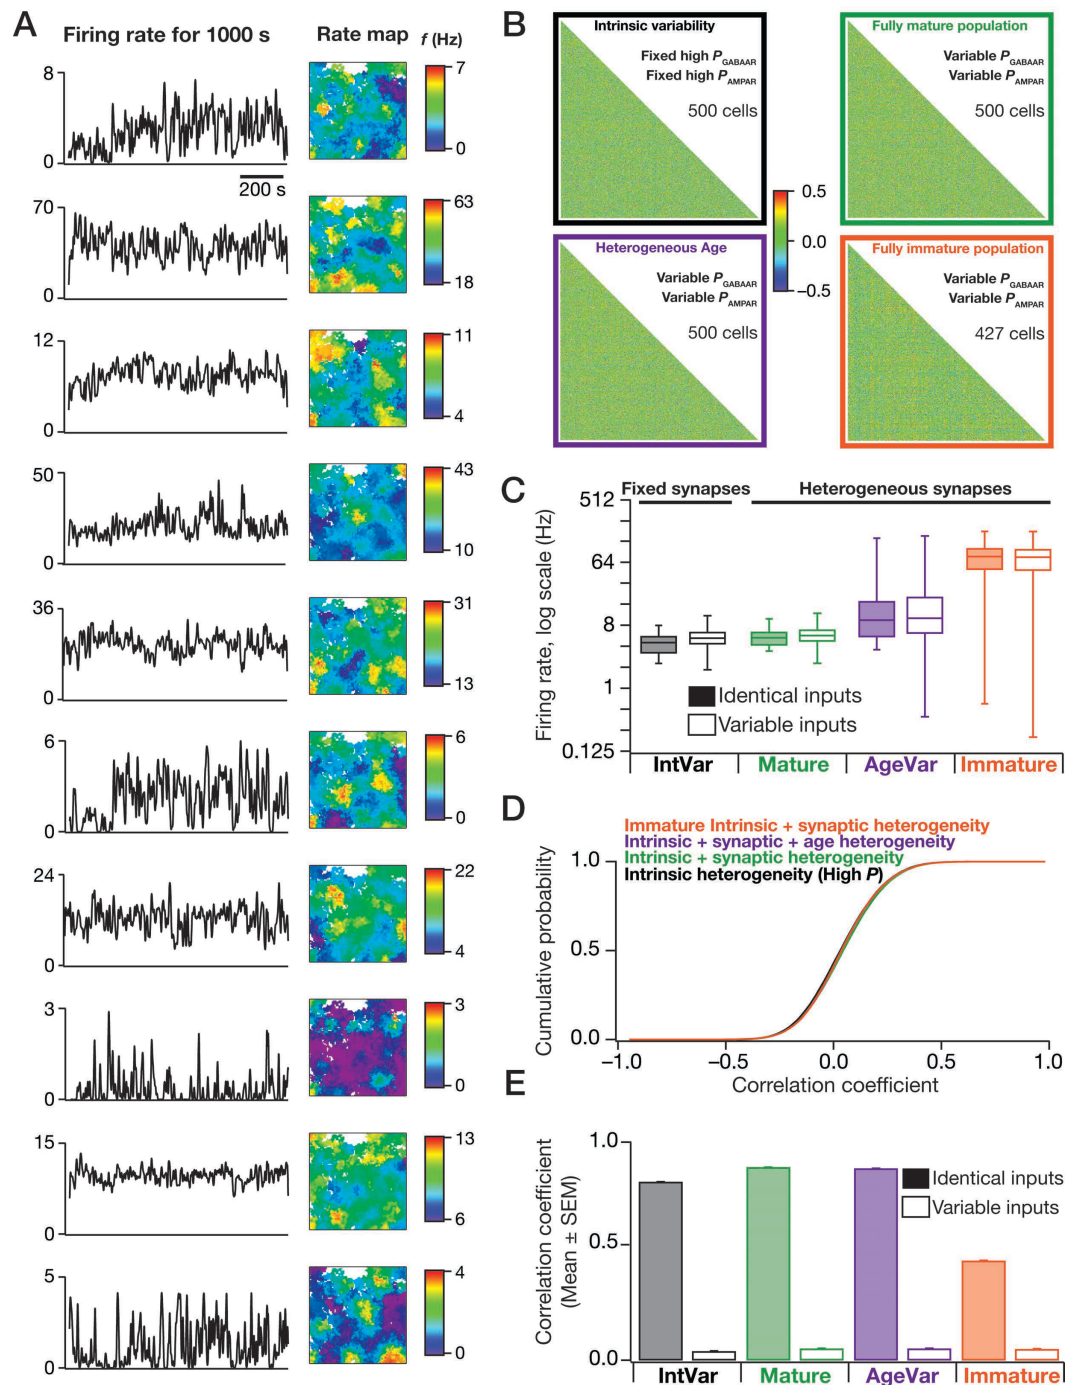 A
Firing rate for 1000 s
Rate map
f (Hz)
8
0
7
0
200 s
70
0
63
18
12
0
11
4
50
0
43
10
36
0
31
13
6
0
6
0
24
0
22
4
3
0
3
0
15
0
13
6
5
0
4
0
B
Intrinsic variability
Fixed high PGABAAR
Fixed high PAMPAR
500 cells
Fully mature population
Variable PGABAAR
Variable PAMPAR
500 cells
0.5
0.0
−0.5
Heterogeneous Age
Variable PGABAAR
Variable PAMPAR
500 cells
Fully immature population
Variable PGABAAR
Variable PAMPAR
427 cells
C
Fixed synapses
Heterogeneous synapses
Firing rate, log scale (Hz)
512
64
8
1
0.125
Identical inputs
Variable inputs
IntVar
Mature
AgeVar
Immature
D
Immature Intrinsic + synaptic heterogeneity
Intrinsic + synaptic + age heterogeneity
Intrinsic + synaptic heterogeneity
Intrinsic heterogeneity (High P)
Cumulative probability
1.0
0.5
0.0
−1.0
−0.5
0.0
0.5
1.0
Correlation coefficient
E
Correlation coefficient
(Mean ± SEM)
1.0
0.5
0.0
Identical inputs
Variable inputs
IntVar
Mature
AgeVar
Immature